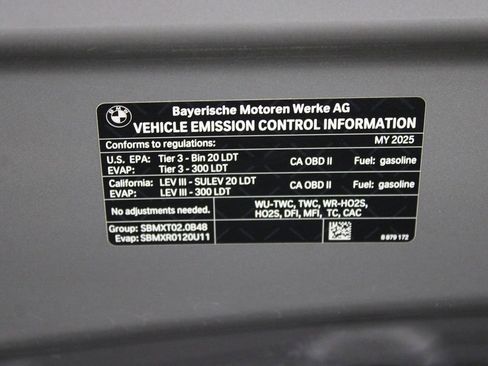 BMW
Bayerische Motoren Werke AG
VEHICLE EMISSION CONTROL INFORMATION
Conforms to regulations: MY 2025
U.S. EPA: Tier 3 - Bin 20 LDT CA OBD II Fuel: gasoline
EVAP: Tier 3 - 300 LDT
California: LEV III - SULEV 20 LDT CA OBD II Fuel: gasoline
EVAP: LEV III - 300 LDT
No adjustments needed. WU-TWC, TWC, WR-HO2S,
HO2S, DFI, MFI, TC, CAC
Group: SBMXT02.0B48
Evap: SBMXR0120U11
8 879 172